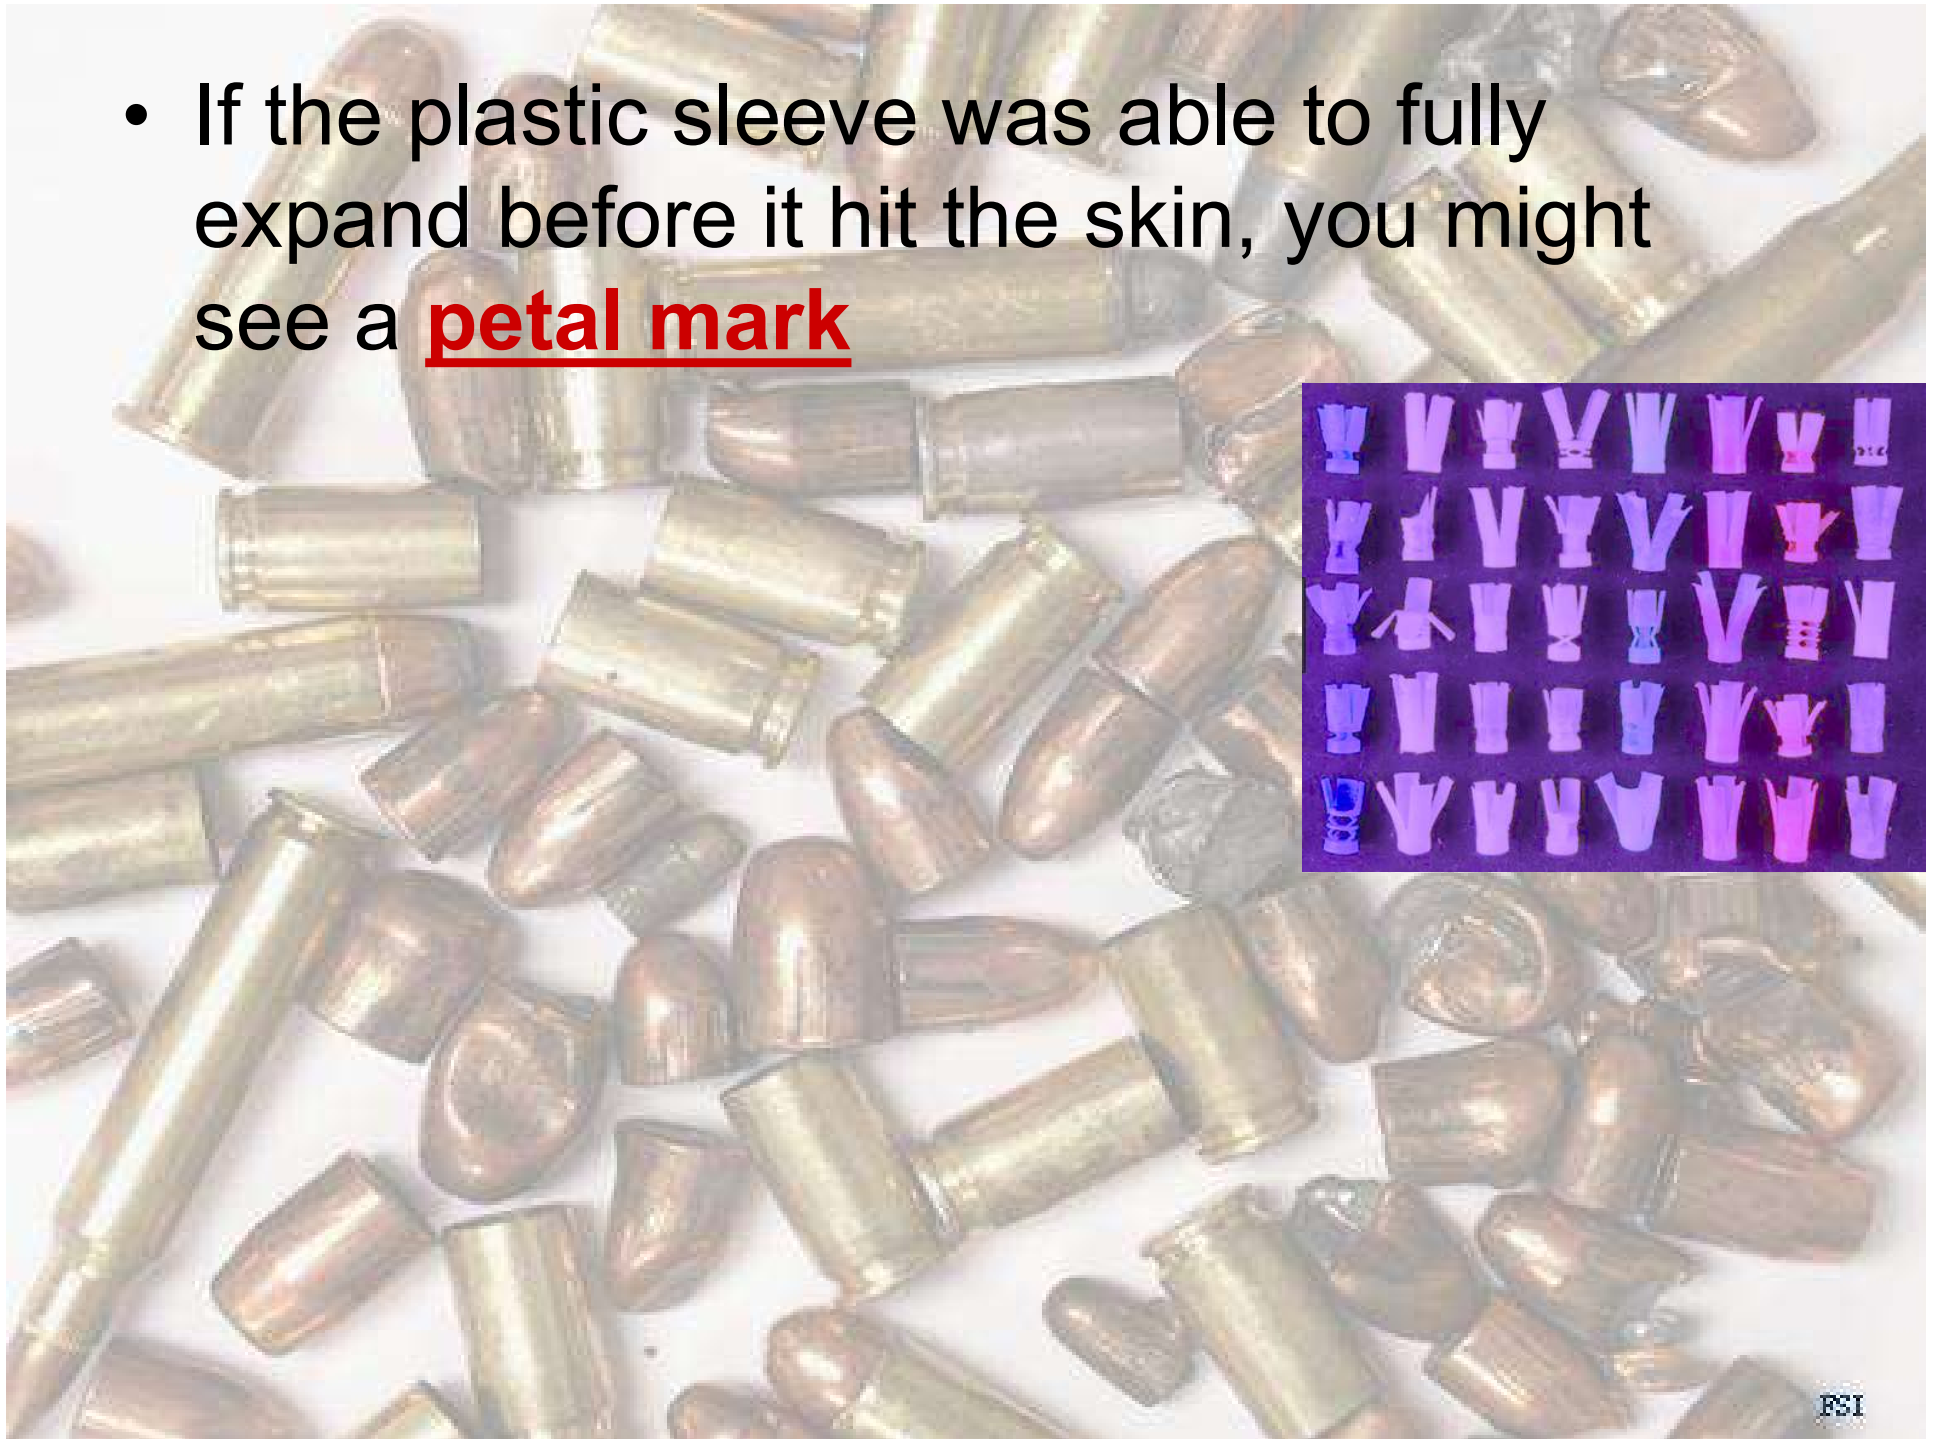 • If the plastic sleeve was able to fully
expand before it hit the skin, you might
see a petal mark
FSI